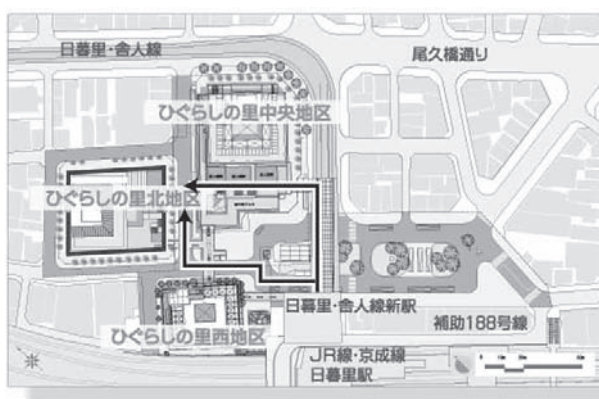 日暮里・舎人線
尾久橋通り
ひぐらしの里中央地区
ひぐらしの里北地区
日暮里・舎人線新駅
補助188号線
ひぐらしの里西地区
JR線・京成線
日暮里駅